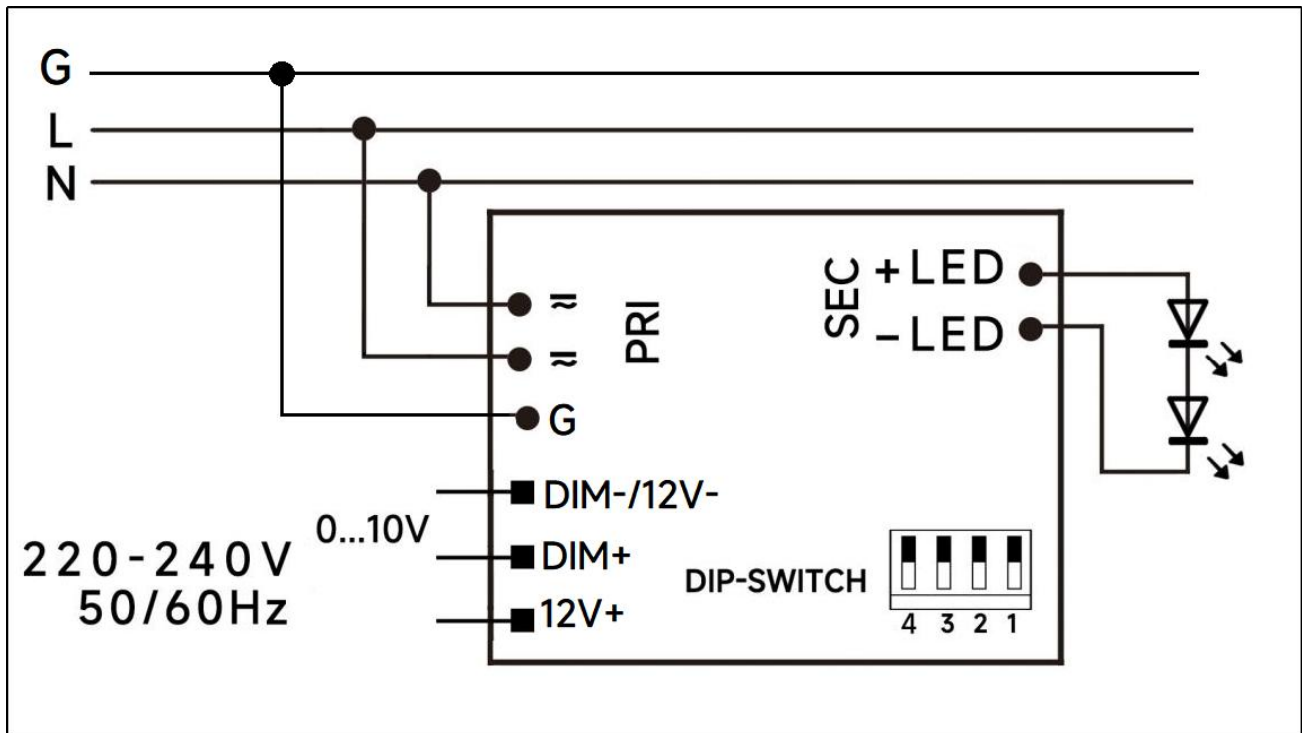 G
L
N
PRI
G
SEC
+LED
-LED
DIM-/12V-
0...10V
DIM+
12V+
220-240V
50/60Hz
DIP-SWITCH
4 3 2 1